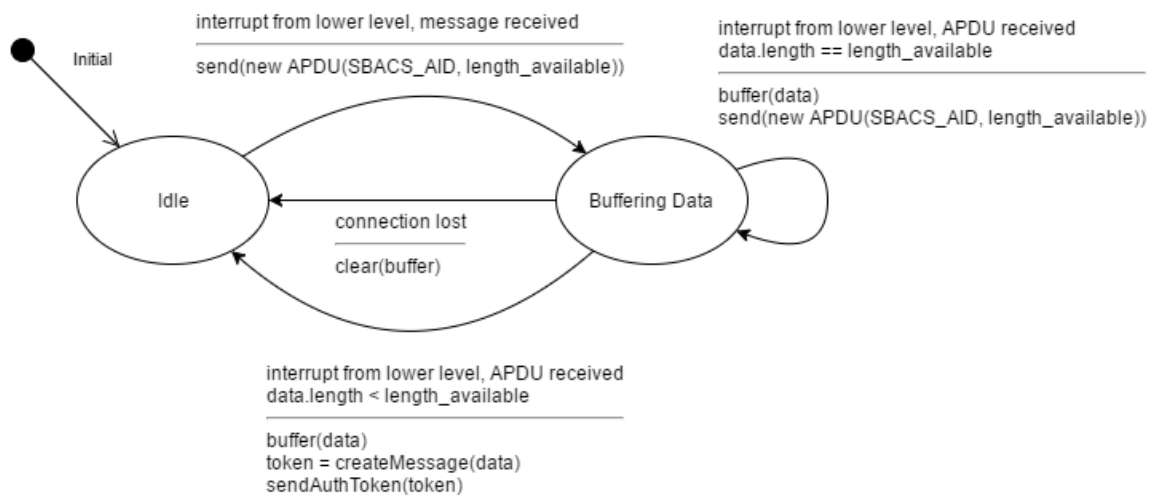 interrupt from lower level, message received
send(new APDU(SBACS_AID, length_available))
Initial
interrupt from lower level, APDU received
data.length == length_available
buffer(data)
send(new APDU(SBACS_AID, length_available))
Idle
Buffering Data
connection lost
clear(buffer)
interrupt from lower level, APDU received
data.length < length_available
buffer(data)
token = createMessage(data)
sendAuthToken(token)